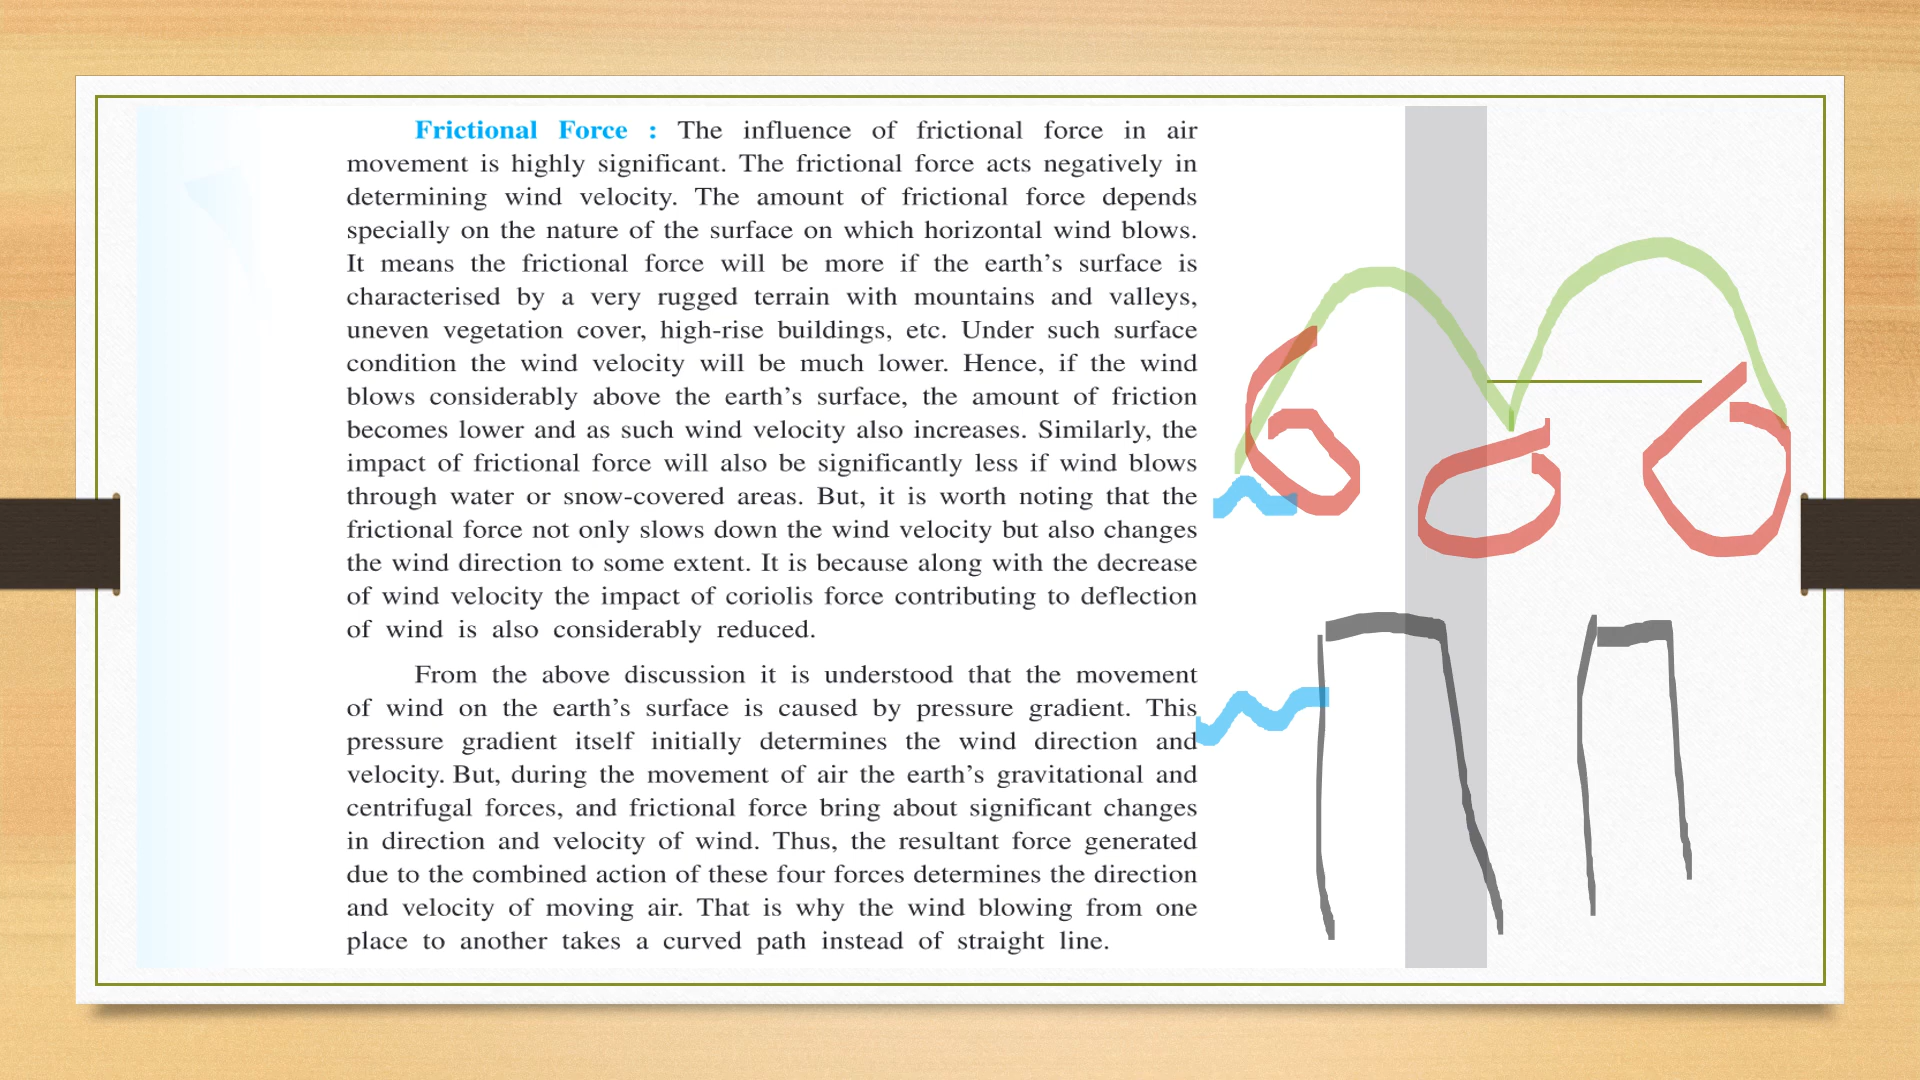 Frictional Force : The influence of frictional force in air
movement is highly significant. The frictional force acts negatively in
determining wind velocity. The amount of frictional force depends
specially on the nature of the surface on which horizontal wind blows.
It means the frictional force will be more if the earth's surface is
characterised by a very rugged terrain with mountains and valleys,
uneven vegetation cover, high-rise buildings, etc. Under such surface
condition the wind velocity will be much lower. Hence, if the wind
blows considerably above the earth's surface, the amount of friction
becomes lower and as such wind velocity also increases. Similarly, the
impact of frictional force will also be significantly less if wind blows
through water or snow-covered areas. But, it is worth noting that the
frictional force not only slows down the wind velocity but also changes
the wind direction to some extent. It is because along with the decrease
of wind velocity the impact of coriolis force contributing to deflection
of wind is also considerably reduced.
From the above discussion it is understood that the movement
of wind on the earth's surface is caused by pressure gradient. This
pressure gradient itself initially determines the wind direction and
velocity. But, during the movement of air the earth's gravitational and
centrifugal forces, and frictional force bring about significant changes
in direction and velocity of wind. Thus, the resultant force generated
due to the combined action of these four forces determines the direction
and velocity of moving air. That is why the wind blowing from one
place to another takes a curved path instead of straight line.